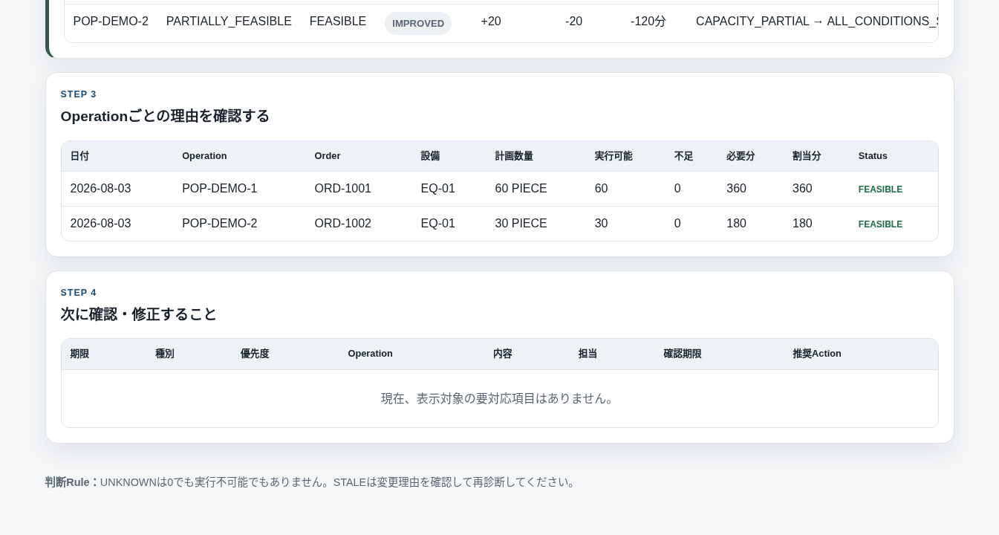 POP-DEMO-2 PARTIALLY_FEASIBLE FEASIBLE IMPROVED +20 -20 -120分 CAPACITY_PARTIAL → ALL_CONDITIONS_
STEP 3
Operationごとの理由を確認する
日付 Operation Order 設備 計画数量 実行可能 不足 必要分 割当分 Status
2026-08-03 POP-DEMO-1 ORD-1001 EQ-01 60 PIECE 60 0 360 360 FEASIBLE
2026-08-03 POP-DEMO-2 ORD-1002 EQ-01 30 PIECE 30 0 180 180 FEASIBLE
STEP 4
次に確認・修正すること
期限 種別 優先度 Operation 内容 担当 確認期限 推奨Action
現在、表示対象の要対応項目はありません。
判断Rule：UNKNOWNは0でも実行不可能でもありません。STALEは変更理由を確認して再診断してください。